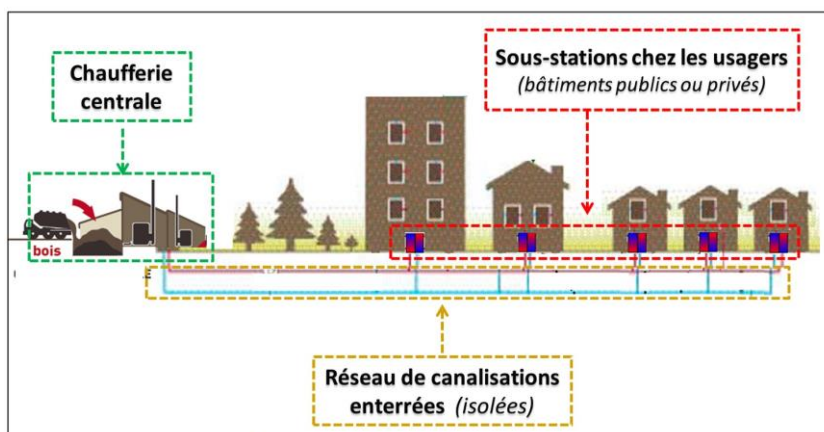 Chaufferie
centrale
Sous-stations chez les usagers
(bâtiments publics ou privés)
bois
Réseau de canalisations
enterrées (isolées)